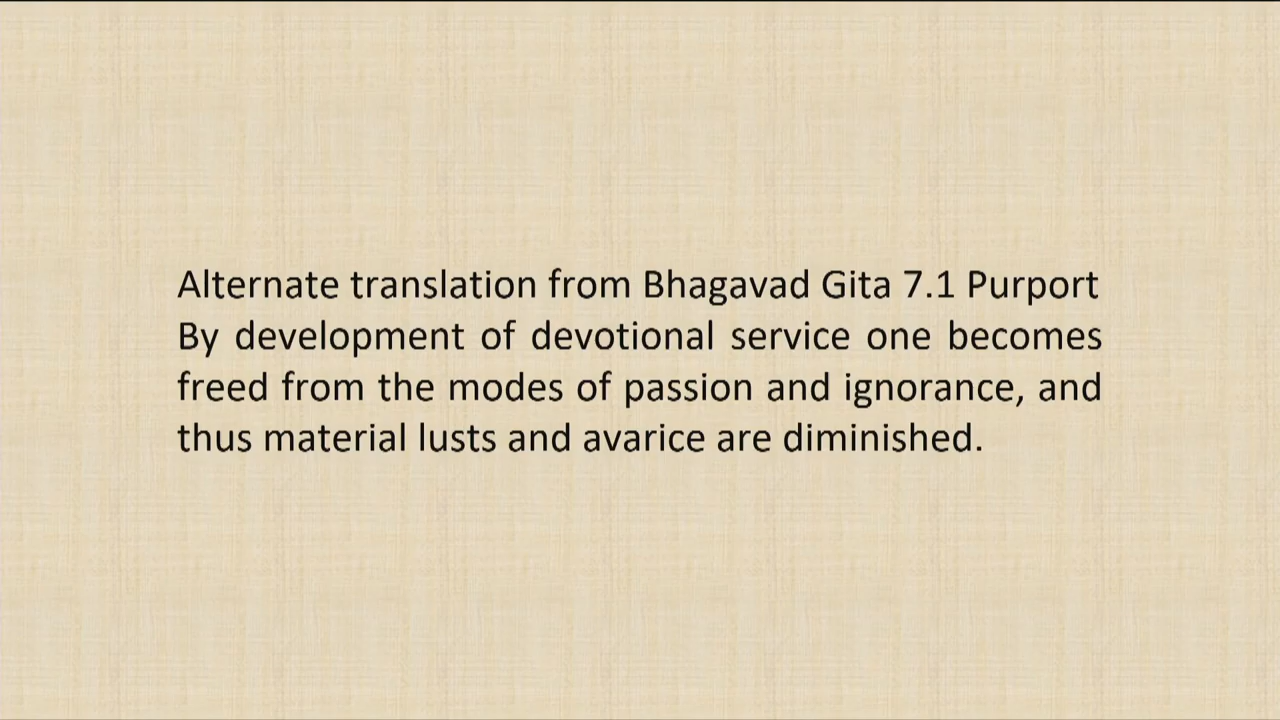 Alternate translation from Bhagavad Gita 7.1 Purport
By development of devotional service one becomes
freed from the modes of passion and ignorance, and
thus material lusts and avarice are diminished.